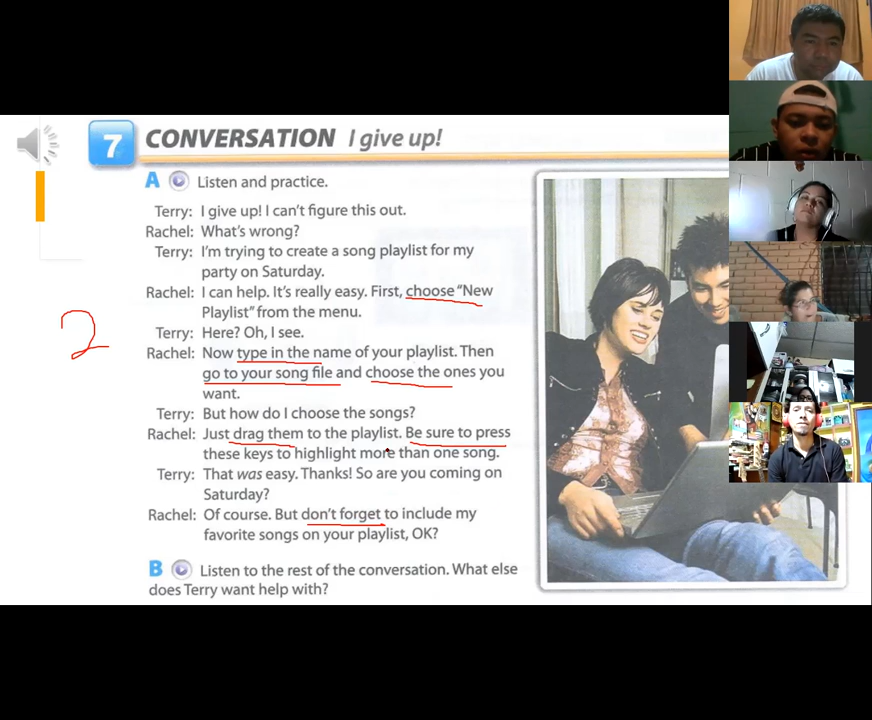 7 CONVERSATION I give up!
A Listen and practice.
Terry: I give up! I can't figure this out.
Rachel: What's wrong?
Terry: I'm trying to create a song playlist for my
party on Saturday.
Rachel: I can help. It's really easy. First, choose "New
Playlist" from the menu.
2
Terry: Here? Oh, I see.
Rachel: Now type in the name of your playlist. Then
go to your song file and choose the ones you
want.
Terry: But how do I choose the songs?
Rachel: Just drag them to the playlist. Be sure to press
these keys to highlight more than one song.
Terry: That was easy. Thanks! So are you coming on
Saturday?
Rachel: Of course. But don't forget to include my
favorite songs on your playlist, OK?
B Listen to the rest of the conversation. What else
does Terry want help with?